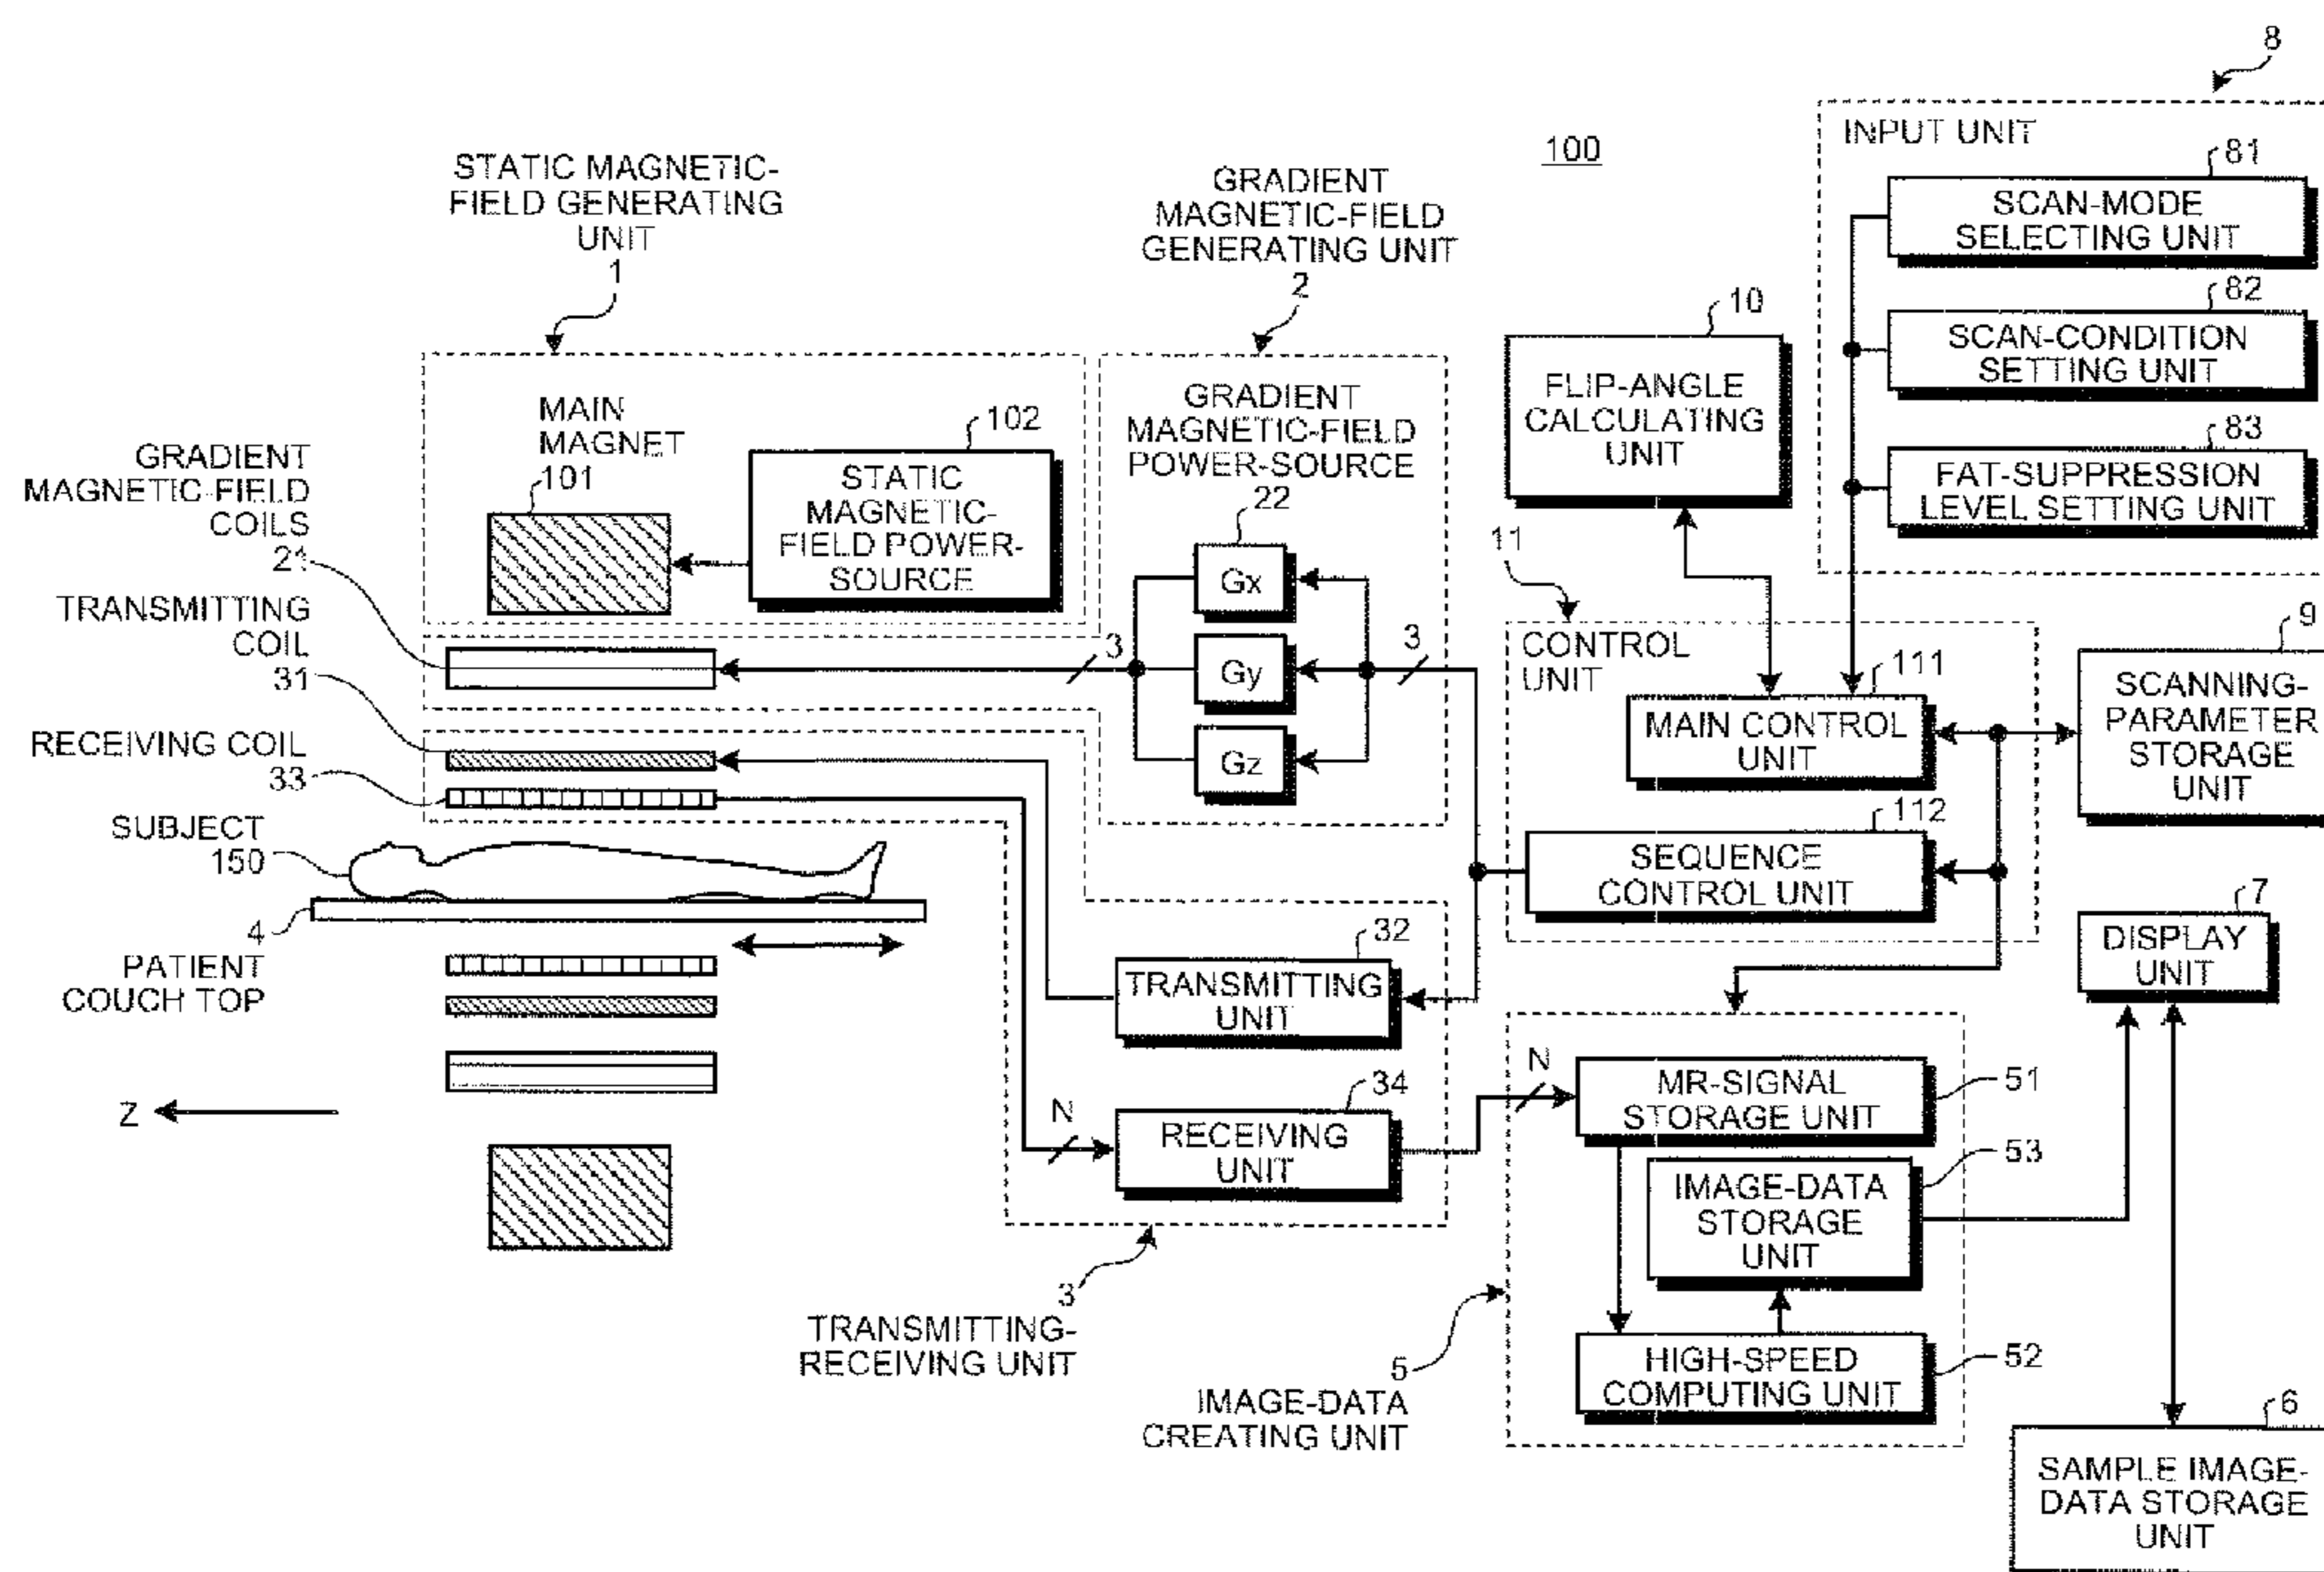 8
100
INPUT UNIT
81
SCAN-MODE
SELECTING UNIT
82
SCAN-CONDITION
SETTING UNIT
83
FAT-SUPPRESSION
LEVEL SETTING UNIT
STATIC MAGNETIC-
FIELD GENERATING
UNIT
1
GRADIENT
MAGNETIC-FIELD
GENERATING UNIT
2
10
FLIP-ANGLE
CALCULATING
UNIT
MAIN
MAGNET
101
102
STATIC
MAGNETIC-
FIELD POWER-
SOURCE
GRADIENT
MAGNETIC-FIELD
POWER-SOURCE
22
Gx
Gy
Gz
3
3
GRADIENT
MAGNETIC-FIELD
COILS
21
TRANSMITTING
COIL
31
RECEIVING COIL
33
SUBJECT
150
4
PATIENT
COUCH TOP
Z
11
CONTROL
UNIT
111
MAIN CONTROL
UNIT
112
SEQUENCE
CONTROL UNIT
9
SCANNING-
PARAMETER
STORAGE
UNIT
7
DISPLAY
UNIT
32
TRANSMITTING
UNIT
N
34
RECEIVING
UNIT
3
TRANSMITTING-
RECEIVING UNIT
N
MR-SIGNAL
STORAGE UNIT
51
53
IMAGE-DATA
STORAGE
UNIT
HIGH-SPEED
COMPUTING UNIT
52
5
IMAGE-DATA
CREATING UNIT
6
SAMPLE IMAGE-
DATA STORAGE
UNIT